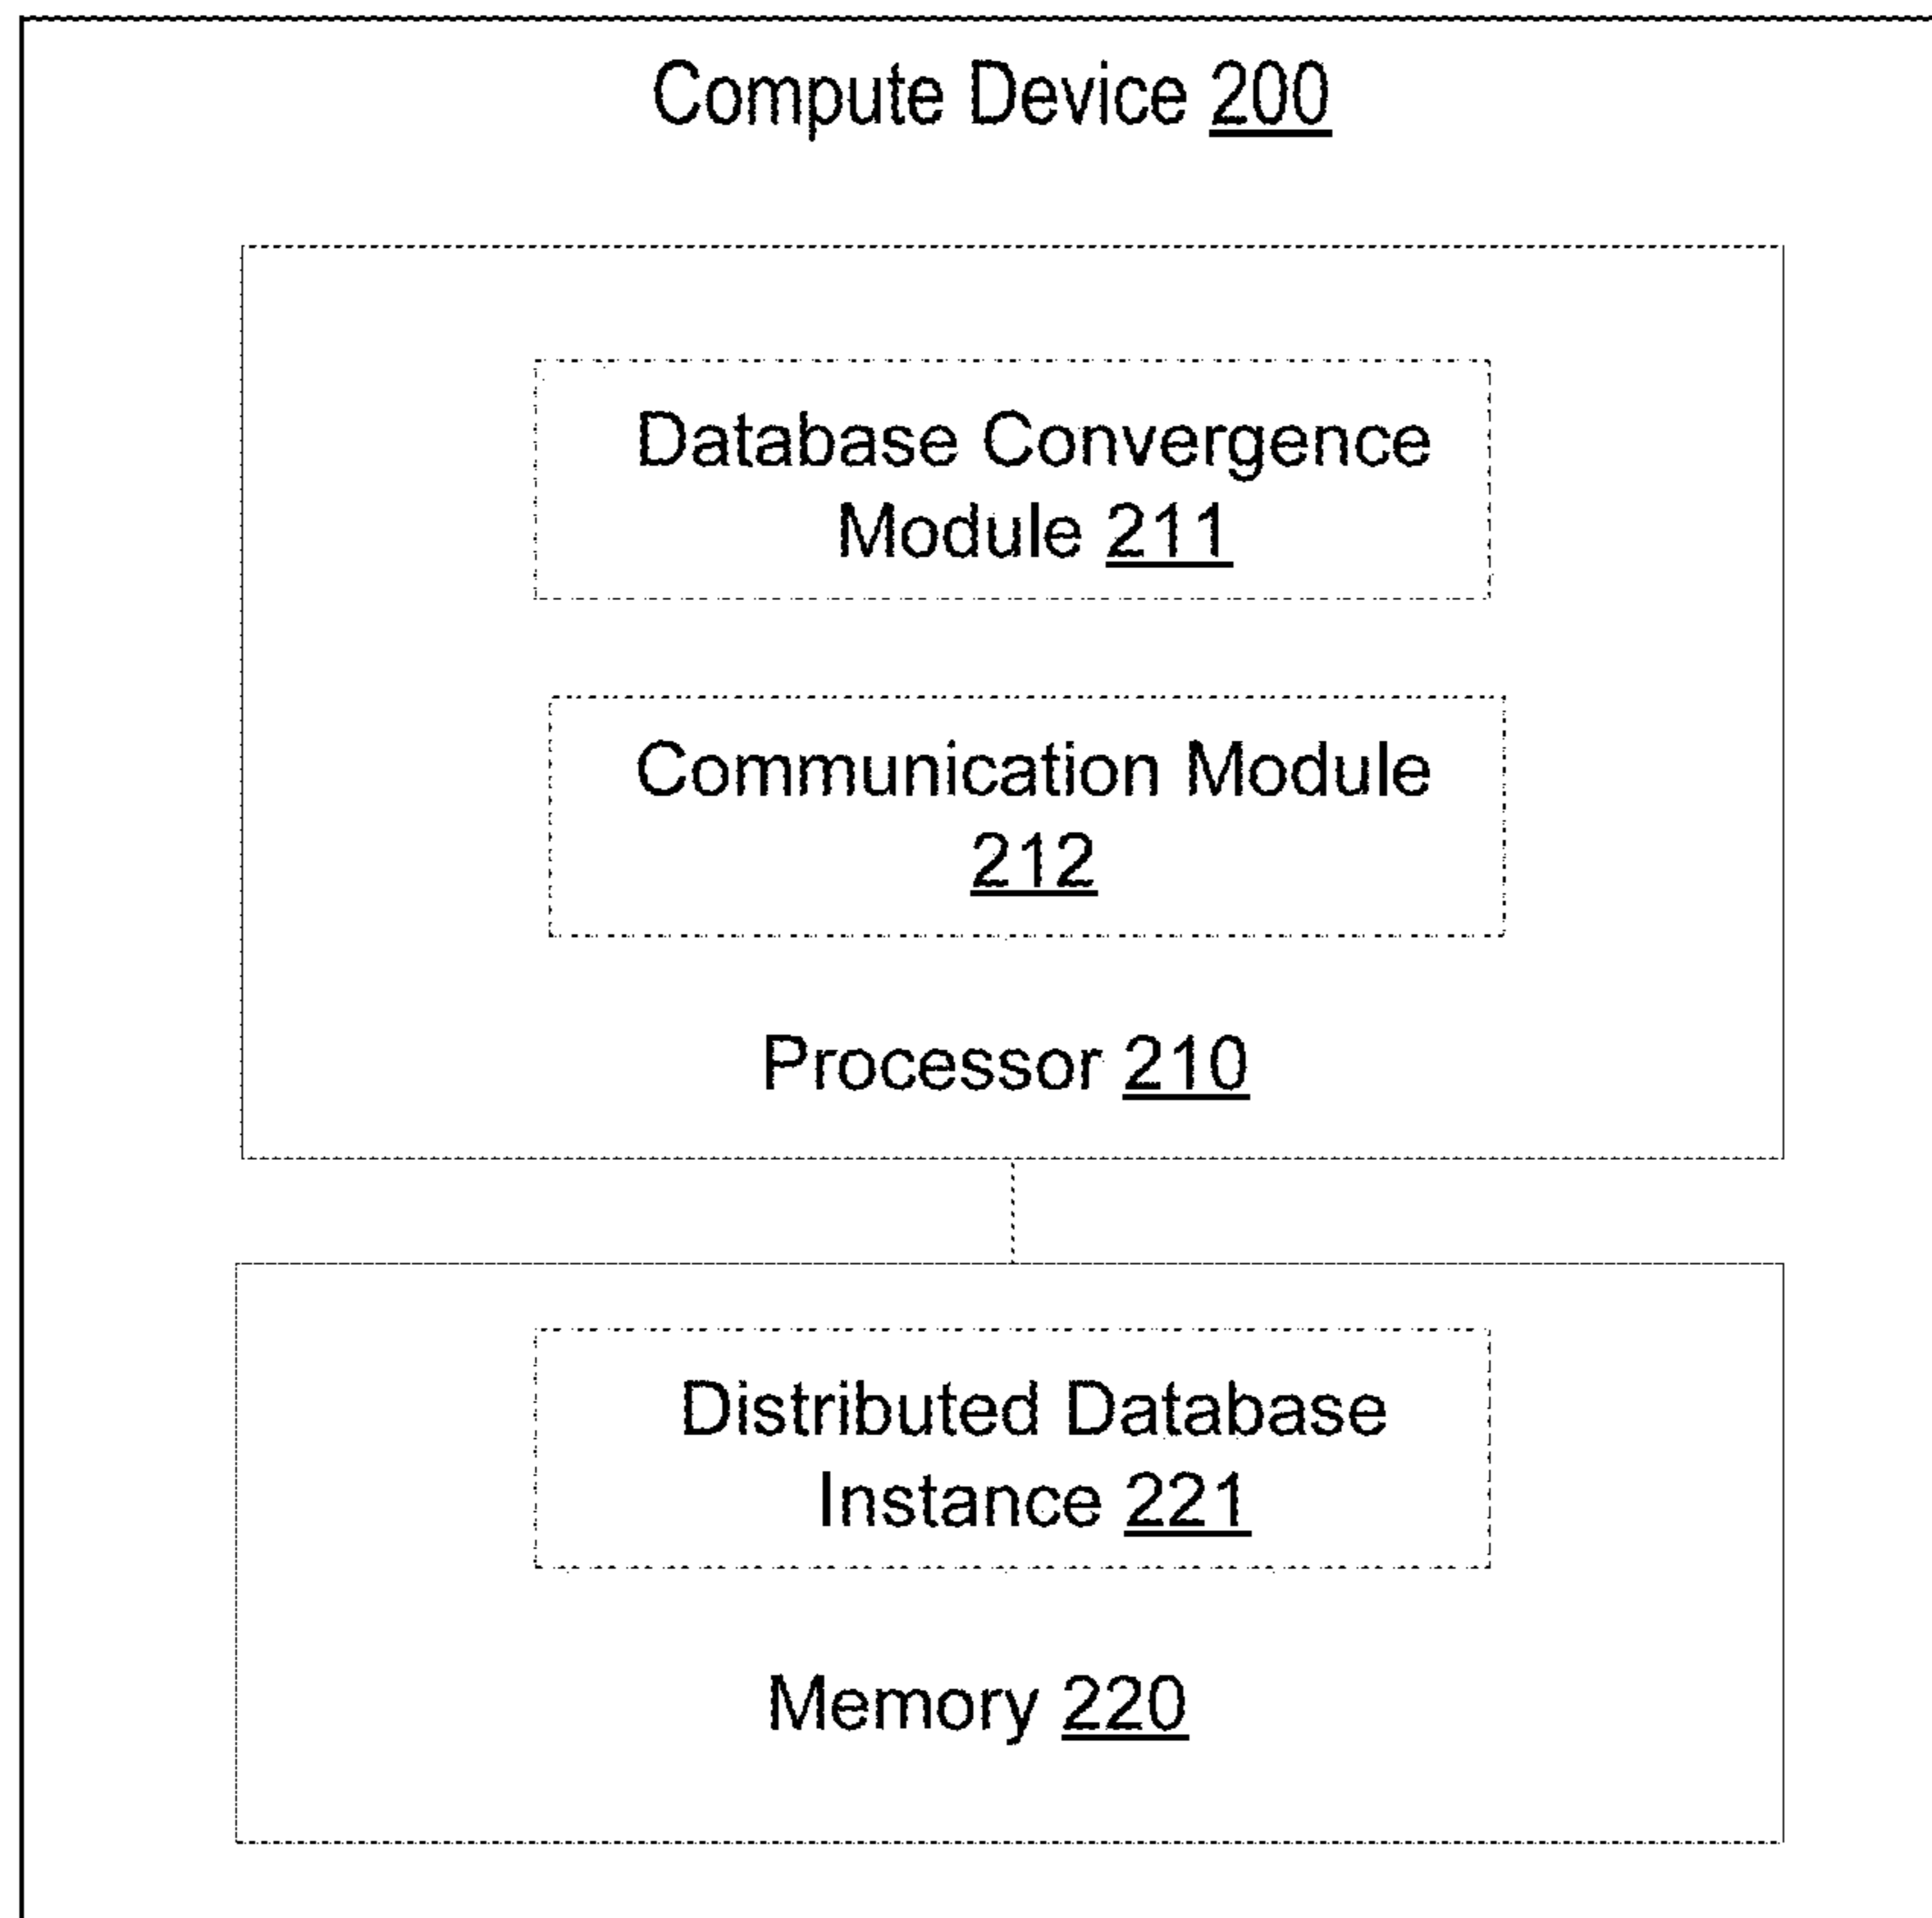 Compute Device 200
Database Convergence
Module 211
Communication Module
212
Processor 210
Distributed Database
Instance 221
Memory 220